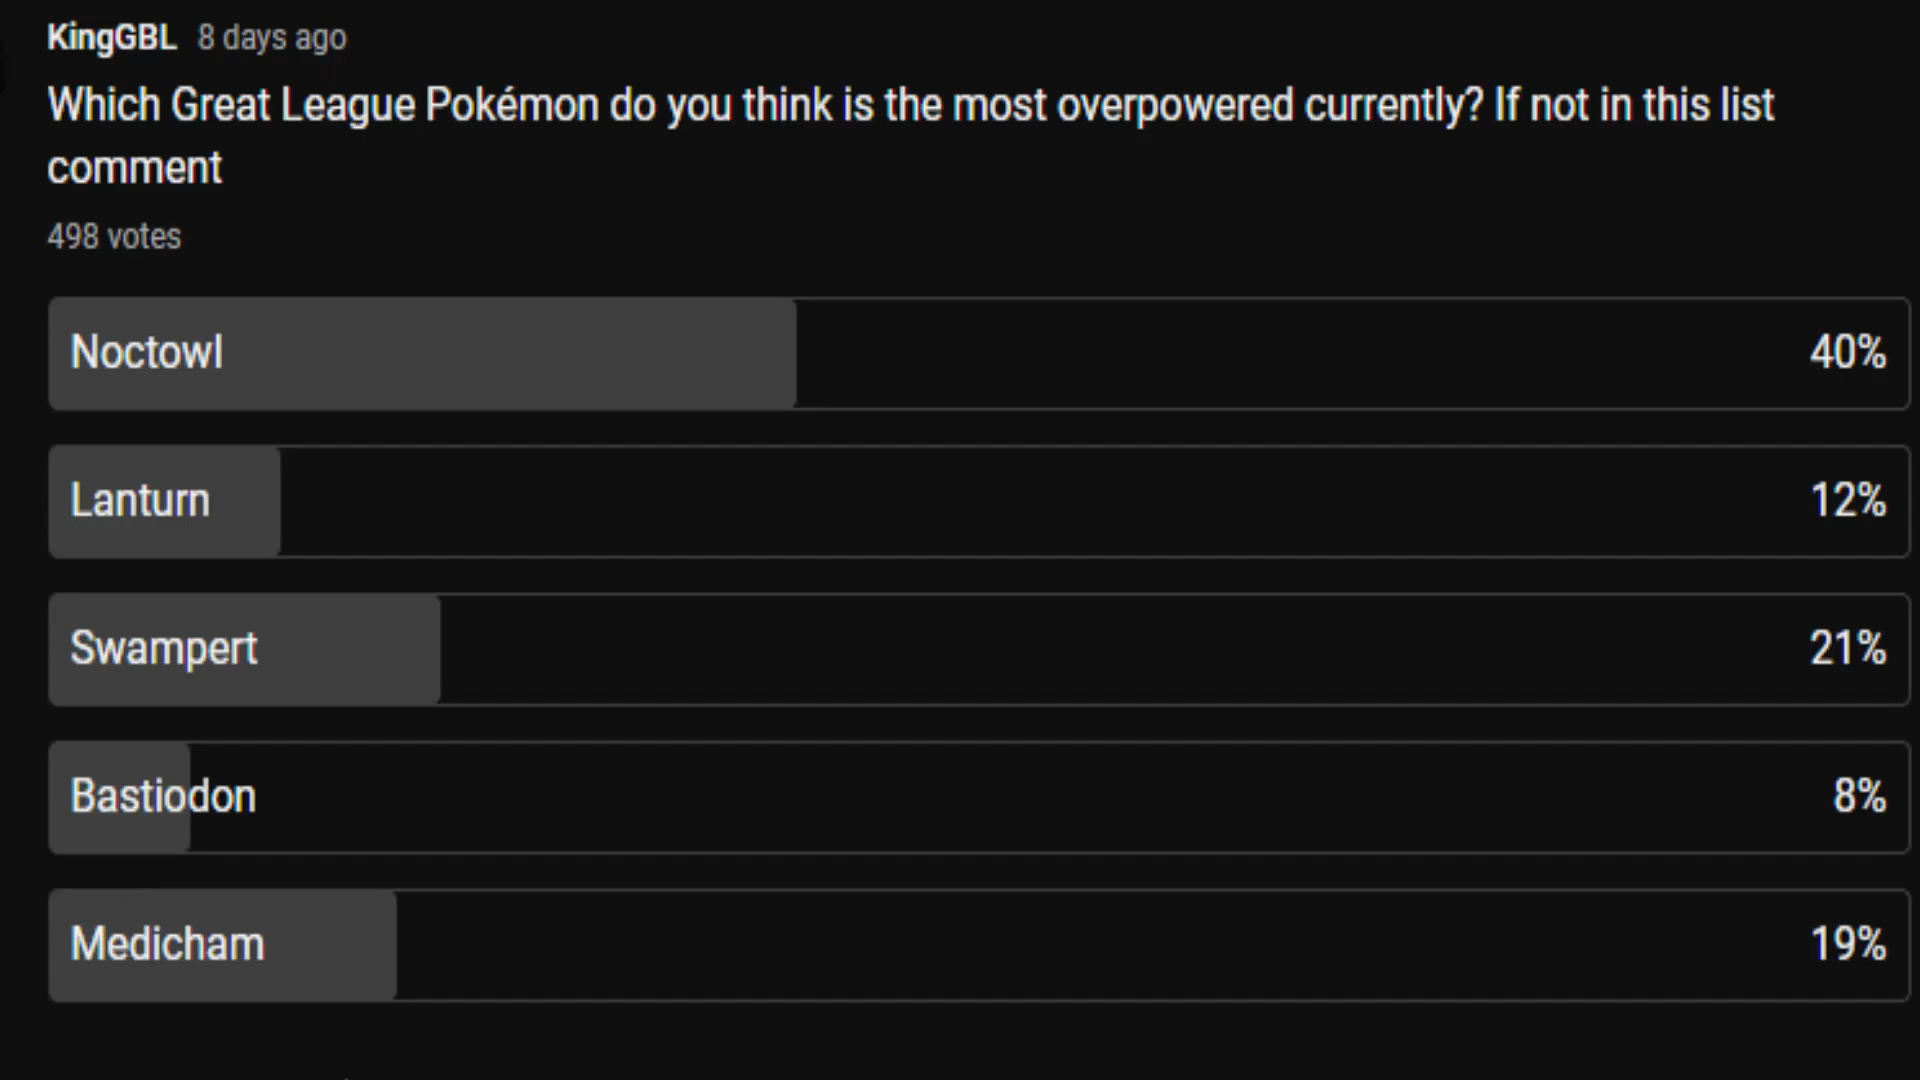 KingGBL 8 days ago
Which Great League Pokémon do you think is the most overpowered currently? If not in this list
comment
498 votes
Noctowl 40%
Lanturn 12%
Swampert 21%
Bastiodon 8%
Medicham 19%